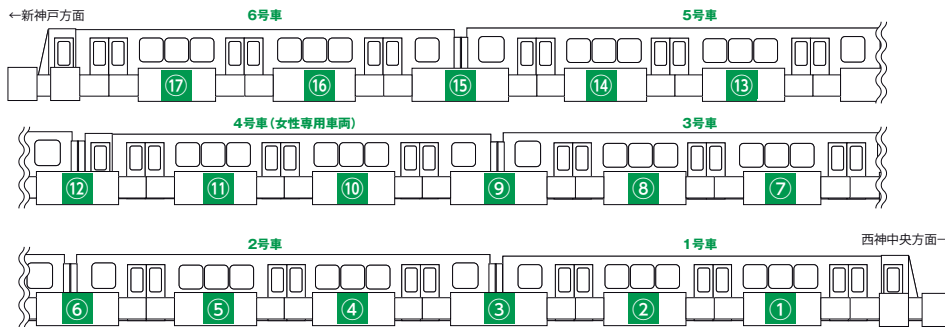 ←新神戸方面
6号車
5号車
⑰
⑯
⑮
⑭
⑬
4号車(女性専用車両)
3号車
⑫
⑪
⑩
⑨
⑧
⑦
西神中央方面→
2号車
1号車
⑥
⑤
④
③
②
①